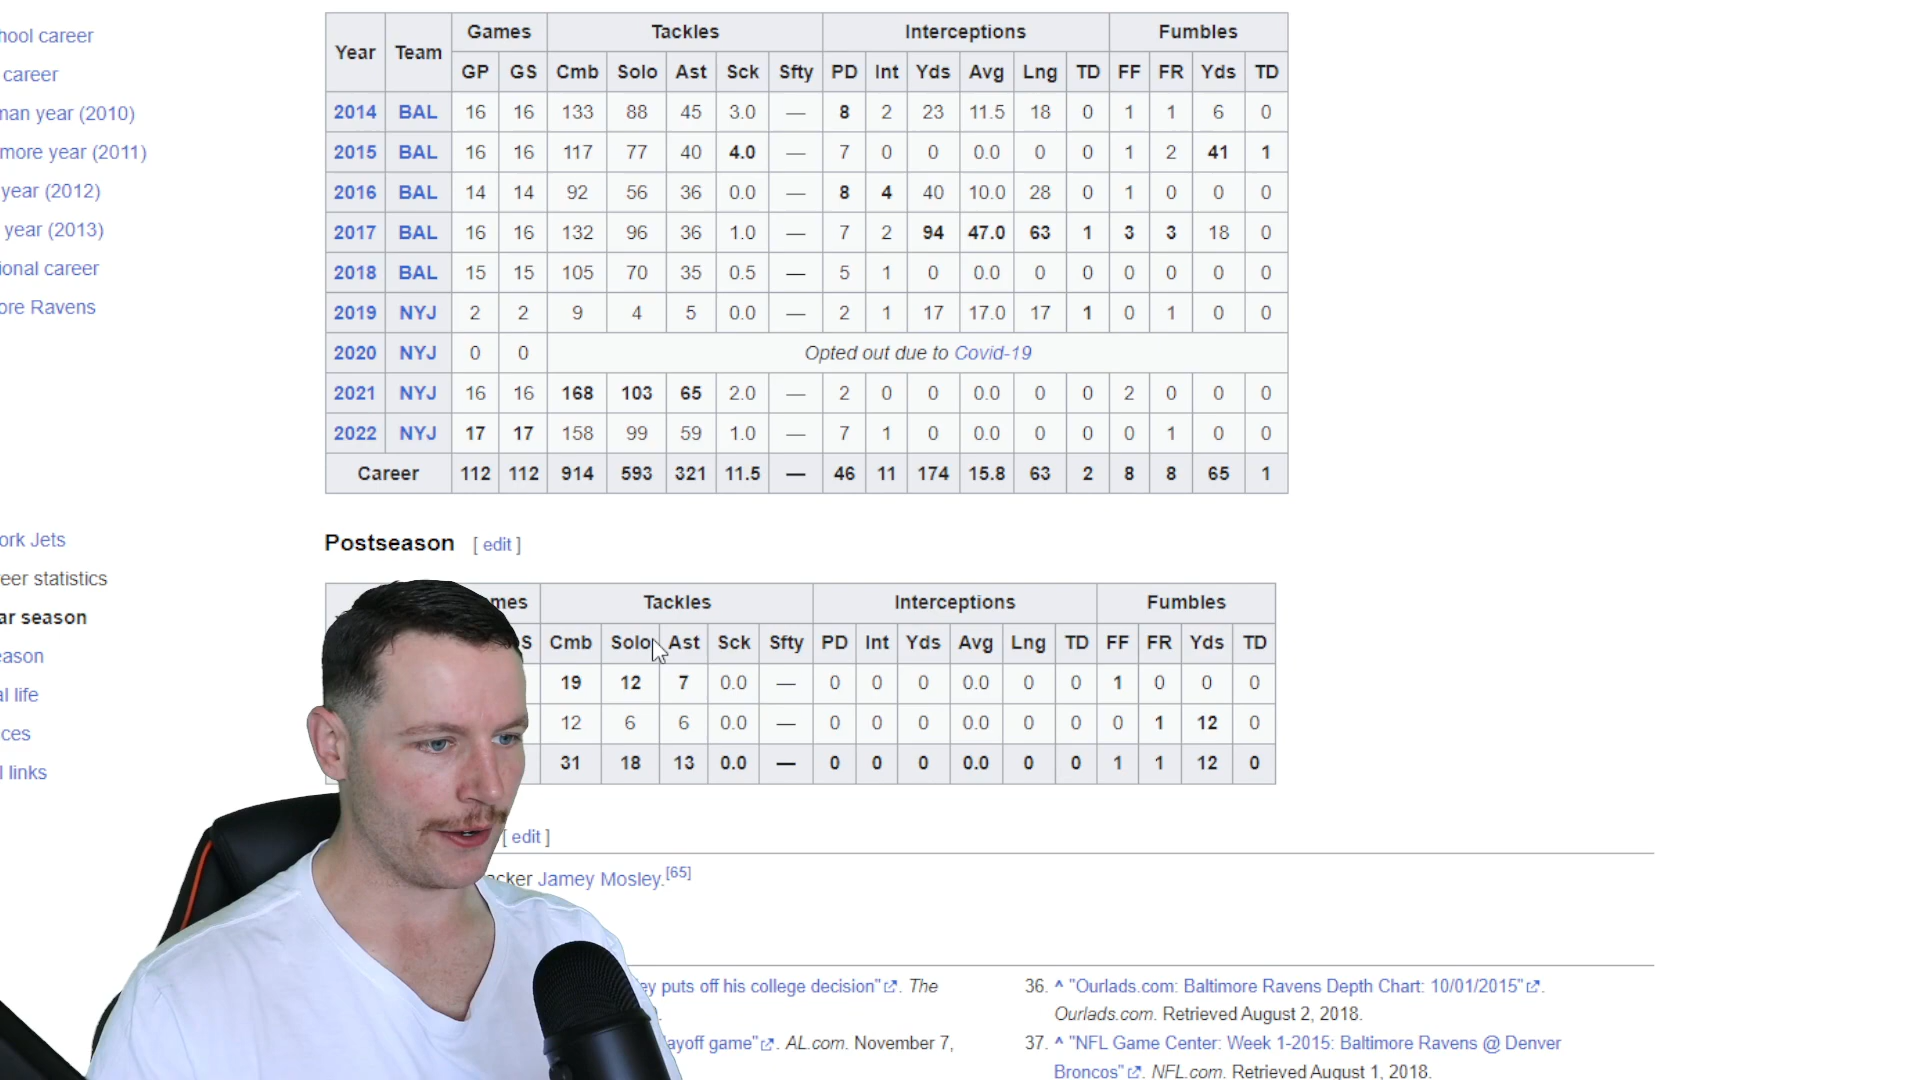 hool career
career
man year (2010)
more year (2011)
year (2012)
year (2013)
ional career
ore Ravens
ork Jets
eer statistics
ar season
eason
al life
ces
l links
Year Team Games Tackles Interceptions Fumbles
GP GS Cmb Solo Ast Sck Sfty PD Int Yds Avg Lng TD FF FR Yds TD
2014 BAL 16 16 133 88 45 3.0 — 8 2 23 11.5 18 0 1 1 6 0
2015 BAL 16 16 117 77 40 4.0 — 7 0 0 0.0 0 0 1 2 41 1
2016 BAL 14 14 92 56 36 0.0 — 8 4 40 10.0 28 0 1 0 0 0
2017 BAL 16 16 132 96 36 1.0 — 7 2 94 47.0 63 1 3 3 18 0
2018 BAL 15 15 105 70 35 0.5 — 5 1 0 0.0 0 0 0 0 0 0
2019 NYJ 2 2 9 4 5 0.0 — 2 1 17 17.0 17 1 0 1 0 0
2020 NYJ 0 0 Opted out due to Covid-19
2021 NYJ 16 16 168 103 65 2.0 — 2 0 0 0.0 0 0 2 0 0 0
2022 NYJ 17 17 158 99 59 1.0 — 7 1 0 0.0 0 0 0 1 0 0
Career 112 112 914 593 321 11.5 — 46 11 174 15.8 63 2 8 8 65 1
Postseason [ edit ]
mes Tackles Interceptions Fumbles
S Cmb Solo Ast Sck Sfty PD Int Yds Avg Lng TD FF FR Yds TD
19 12 7 0.0 — 0 0 0 0.0 0 0 1 0 0 0
12 6 6 0.0 — 0 0 0 0.0 0 0 0 1 12 0
31 18 13 0.0 — 0 0 0 0.0 0 0 1 1 12 0
[ edit ]
acker Jamey Mosley.[65]
ey puts off his college decision". The
ayoff game". AL.com. November 7,
36. ^ "Ourlads.com: Baltimore Ravens Depth Chart: 10/01/2015".
Ourlads.com. Retrieved August 2, 2018.
37. ^ "NFL Game Center: Week 1-2015: Baltimore Ravens @ Denver
Broncos". NFL.com. Retrieved August 1, 2018.